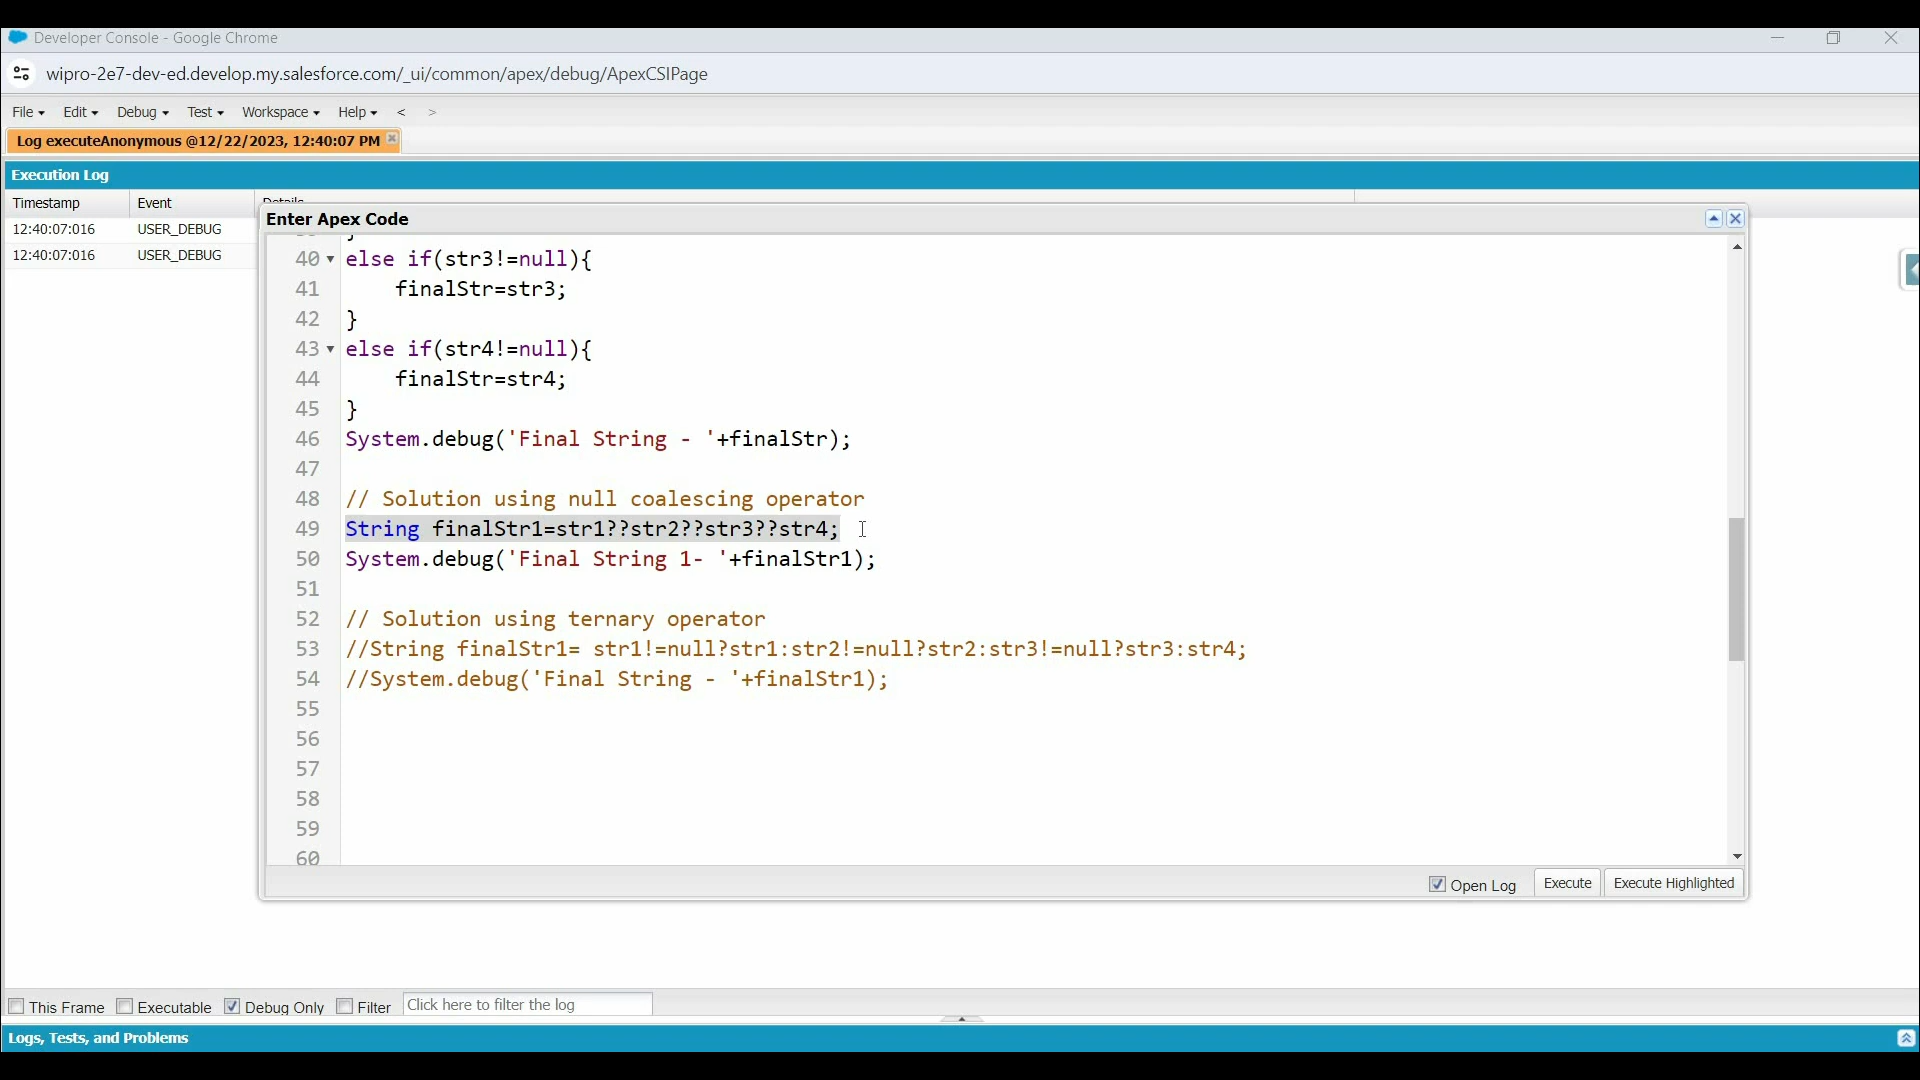 Developer Console - Google Chrome
wipro-2e7-dev-ed.develop.my.salesforce.com/_ui/common/apex/debug/ApexCSIPage
File Edit Debug Test Workspace Help < >
Log executeAnonymous @12/22/2023, 12:40:07 PM
Execution Log
Timestamp Event Details
12:40:07:016 USER_DEBUG
12:40:07:016 USER_DEBUG
Enter Apex Code
40 else if(str3!=null){
41 finalStr=str3;
42 }
43 else if(str4!=null){
44 finalStr=str4;
45 }
46 System.debug('Final String - '+finalStr);
47
48 // Solution using null coalescing operator
49 String finalStr1=str1??str2??str3??str4;
50 System.debug('Final String 1- '+finalStr1);
51
52 // Solution using ternary operator
53 //String finalStr1= str1!=null?str1:str2!=null?str2:str3!=null?str3:str4;
54 //System.debug('Final String - '+finalStr1);
55
56
57
58
59
60
Open Log Execute Execute Highlighted
This Frame Executable Debug Only Filter Click here to filter the log
Logs, Tests, and Problems